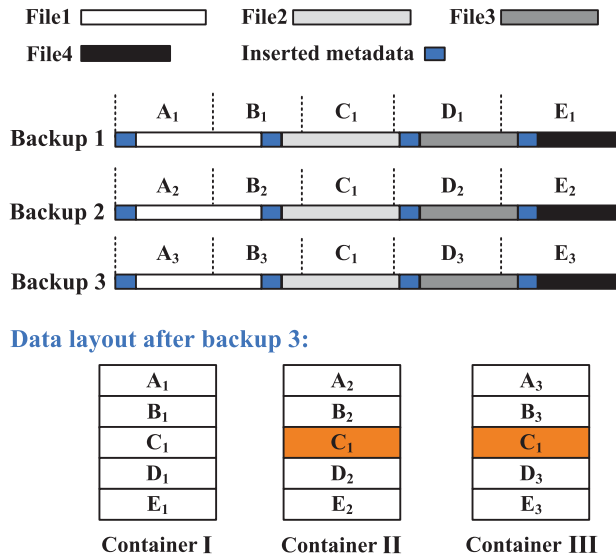 File1 File2 File3
File4 Inserted metadata
A₁ B₁ C₁ D₁ E₁
Backup 1
A₂ B₂ C₁ D₂ E₂
Backup 2
A₃ B₃ C₁ D₃ E₃
Backup 3
Data layout after backup 3:
A₁ A₂ A₃
B₁ B₂ B₃
C₁ C₁ C₁
D₁ D₂ D₃
E₁ E₂ E₃
Container I Container II Container III